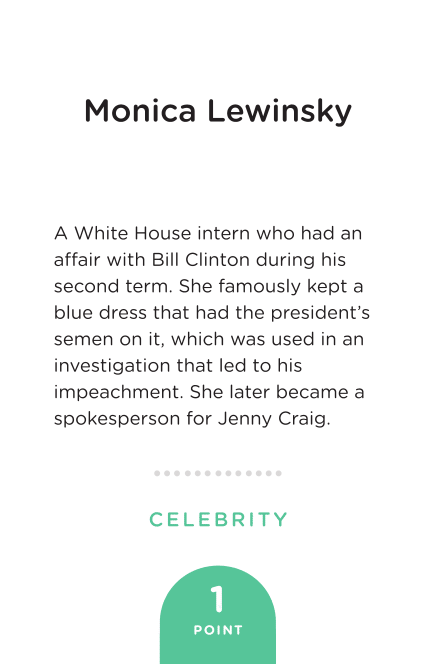 Monica Lewinsky
A White House intern who had an
affair with Bill Clinton during his
second term. She famously kept a
blue dress that had the president’s
semen on it, which was used in an
investigation that led to his
impeachment. She later became a
spokesperson for Jenny Craig.
CELEBRITY
1
POINT